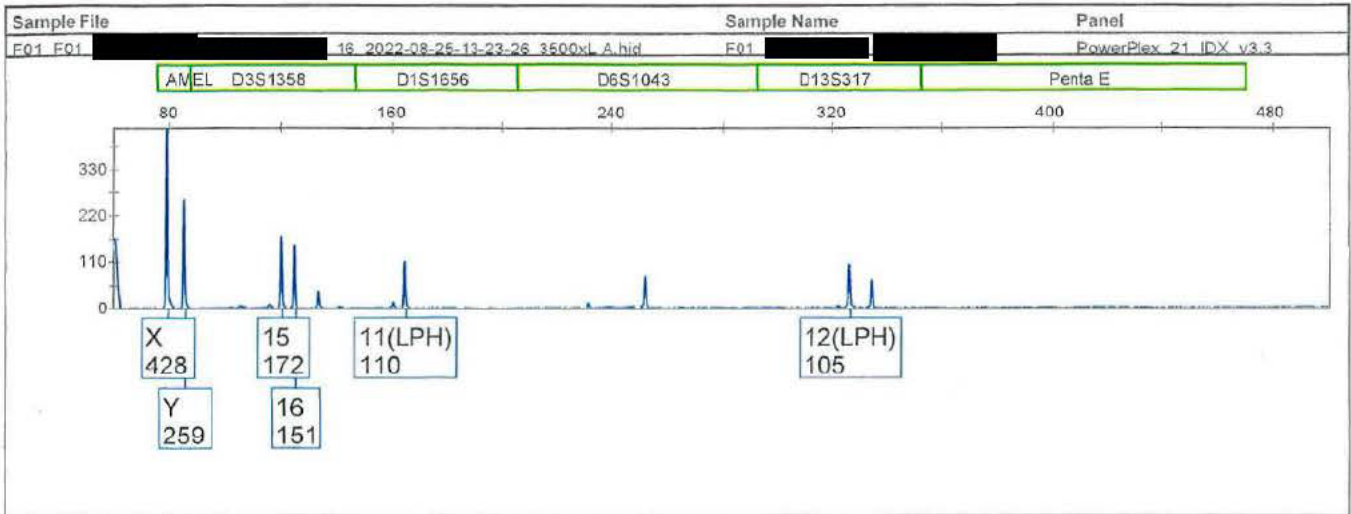 Sample File Sample Name Panel
F01 F01 16 2022-08-25-13-23-26 3500xL A.hid F01 PowerPlex 21 IDX v3.3
AMEL D3S1358 D1S1656 D6S1043 D13S317 Penta E
80 160 240 320 400 480
330
220
110
0
X 15 11(LPH) 12(LPH)
428 172 110 105
Y 16
259 151